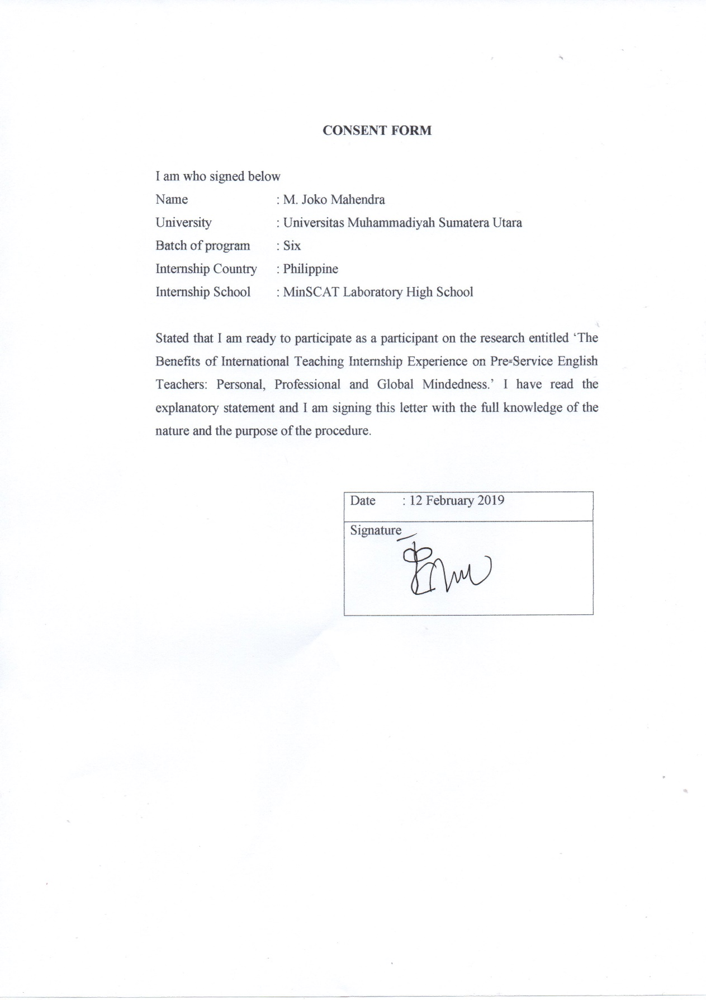 CONSENT FORM
I am who signed below
Name : M. Joko Mahendra
University : Universitas Muhammadiyah Sumatera Utara
Batch of program : Six
Internship Country : Philippine
Internship School : MinSCAT Laboratory High School
Stated that I am ready to participate as a participant on the research entitled ‘The
Benefits of International Teaching Internship Experience on Pre-Service English
Teachers: Personal, Professional and Global Mindedness.’ I have read the
explanatory statement and I am signing this letter with the full knowledge of the
nature and the purpose of the procedure.
Date : 12 February 2019
Signature